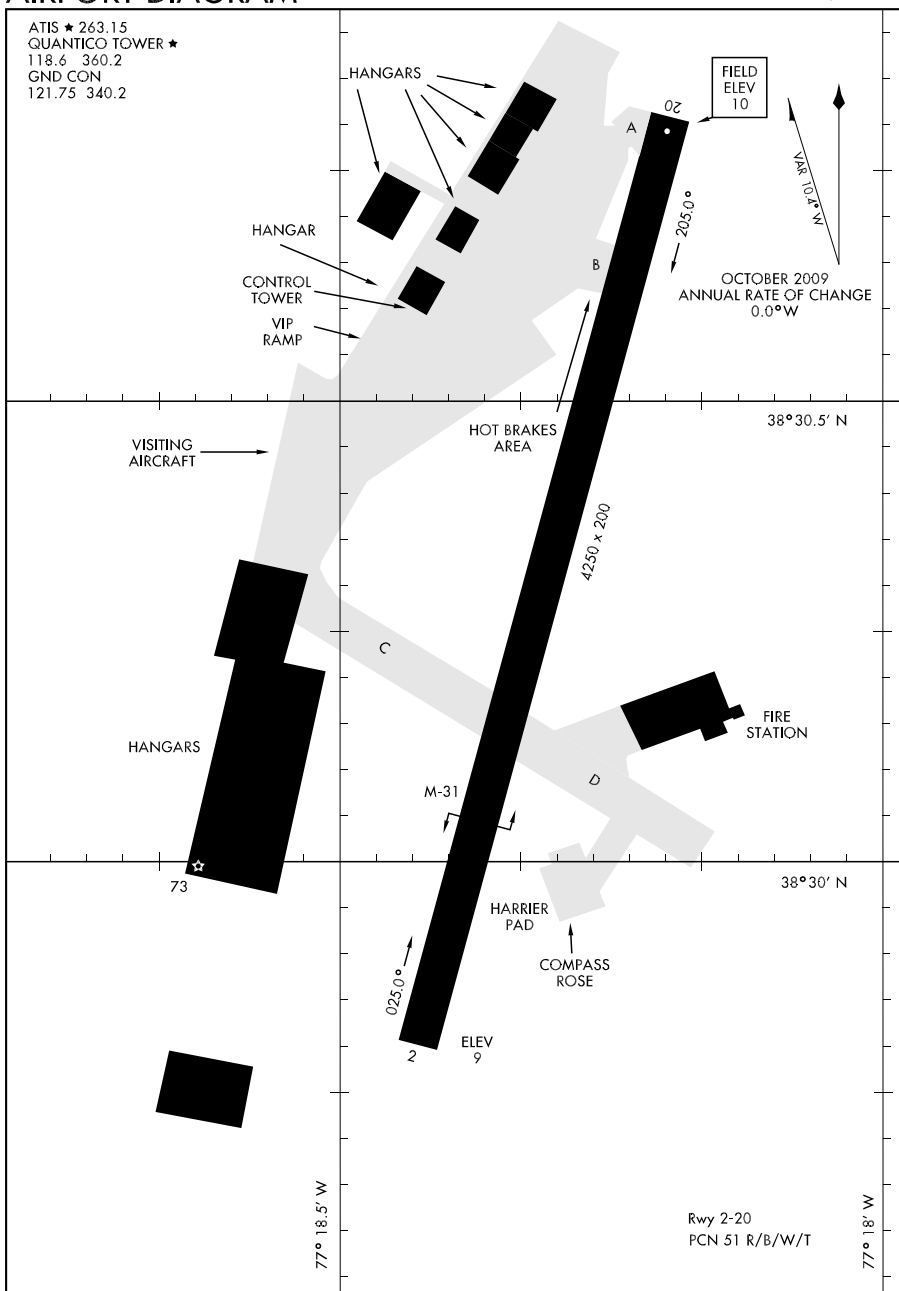 AIRPORT DIAGRAM
ATIS ★ 263.15
QUANTICO TOWER ★
118.6 360.2
GND CON
121.75 340.2
HANGARS
FIELD
ELEV
10
A
20
VAR 10.4° W
205.0°
HANGAR
B
CONTROL
TOWER
OCTOBER 2009
ANNUAL RATE OF CHANGE
0.0° W
VIP
RAMP
38° 30.5' N
HOT BRAKES
AREA
VISITING
AIRCRAFT
4250 x 200
C
FIRE
STATION
HANGARS
D
M-31
73
38° 30' N
HARRIER
PAD
COMPASS
ROSE
025.0°
2
ELEV
9
77° 18.5' W
77° 18' W
Rwy 2-20
PCN 51 R/B/W/T